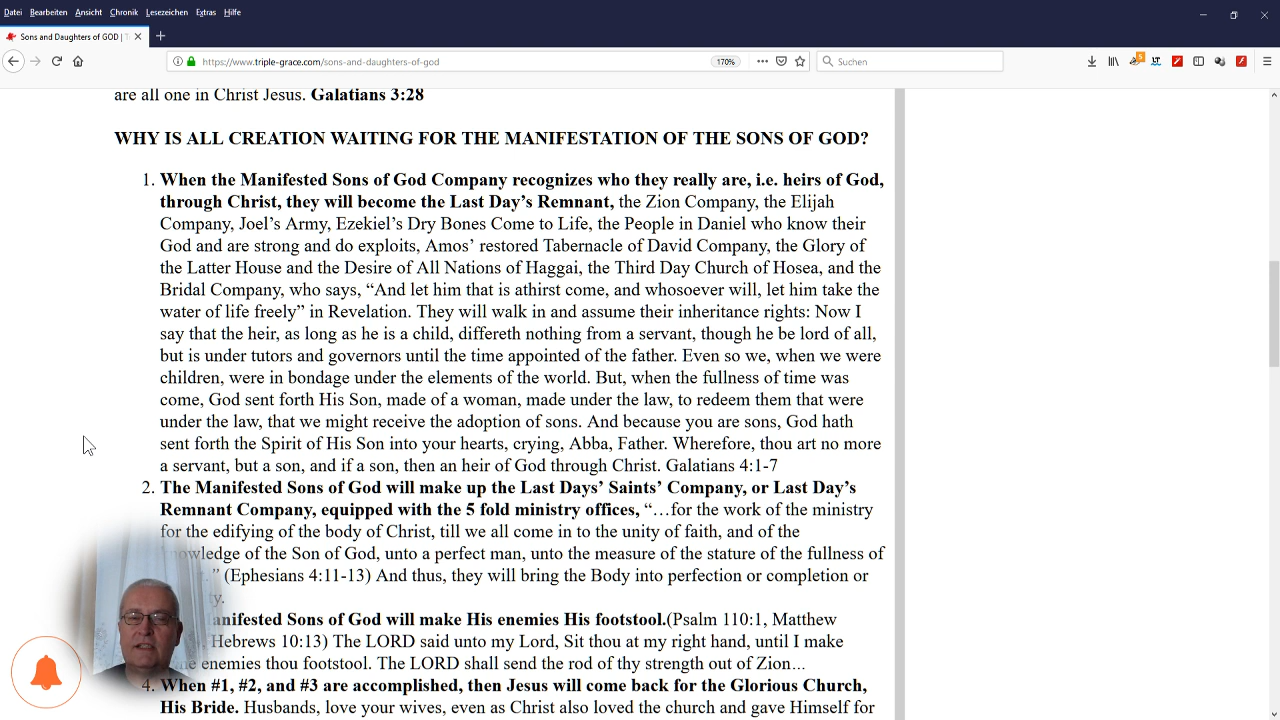 Datei Bearbeiten Ansicht Chronik Lesezeichen Extras Hilfe
Sons and Daughters of GOD | T
https://www.triple-grace.com/sons-and-daughters-of-god 170% Suchen
are all one in Christ Jesus. Galatians 3:28
WHY IS ALL CREATION WAITING FOR THE MANIFESTATION OF THE SONS OF GOD?
1. When the Manifested Sons of God Company recognizes who they really are, i.e. heirs of God,
through Christ, they will become the Last Day's Remnant, the Zion Company, the Elijah
Company, Joel's Army, Ezekiel's Dry Bones Come to Life, the People in Daniel who know their
God and are strong and do exploits, Amos' restored Tabernacle of David Company, the Glory of
the Latter House and the Desire of All Nations of Haggai, the Third Day Church of Hosea, and the
Bridal Company, who says, “And let him that is athirst come, and whosoever will, let him take the
water of life freely” in Revelation. They will walk in and assume their inheritance rights: Now I
say that the heir, as long as he is a child, differeth nothing from a servant, though he be lord of all,
but is under tutors and governors until the time appointed of the father. Even so we, when we were
children, were in bondage under the elements of the world. But, when the fullness of time was
come, God sent forth His Son, made of a woman, made under the law, to redeem them that were
under the law, that we might receive the adoption of sons. And because you are sons, God hath
sent forth the Spirit of His Son into your hearts, crying, Abba, Father. Wherefore, thou art no more
a servant, but a son, and if a son, then an heir of God through Christ. Galatians 4:1-7
2. The Manifested Sons of God will make up the Last Days' Saints' Company, or Last Day's
Remnant Company, equipped with the 5 fold ministry offices, “…for the work of the ministry
for the edifying of the body of Christ, till we all come in to the unity of faith, and of the
knowledge of the Son of God, unto a perfect man, unto the measure of the stature of the fullness of
” (Ephesians 4:11-13) And thus, they will bring the Body into perfection or completion or
Sons of God will make His enemies His footstool.(Psalm 110:1, Matthew
Hebrews 10:13) The LORD said unto my Lord, Sit thou at my right hand, until I make
enemies thou footstool. The LORD shall send the rod of thy strength out of Zion...
4. When #1, #2, and #3 are accomplished, then Jesus will come back for the Glorious Church,
His Bride. Husbands, love your wives, even as Christ also loved the church and gave Himself for